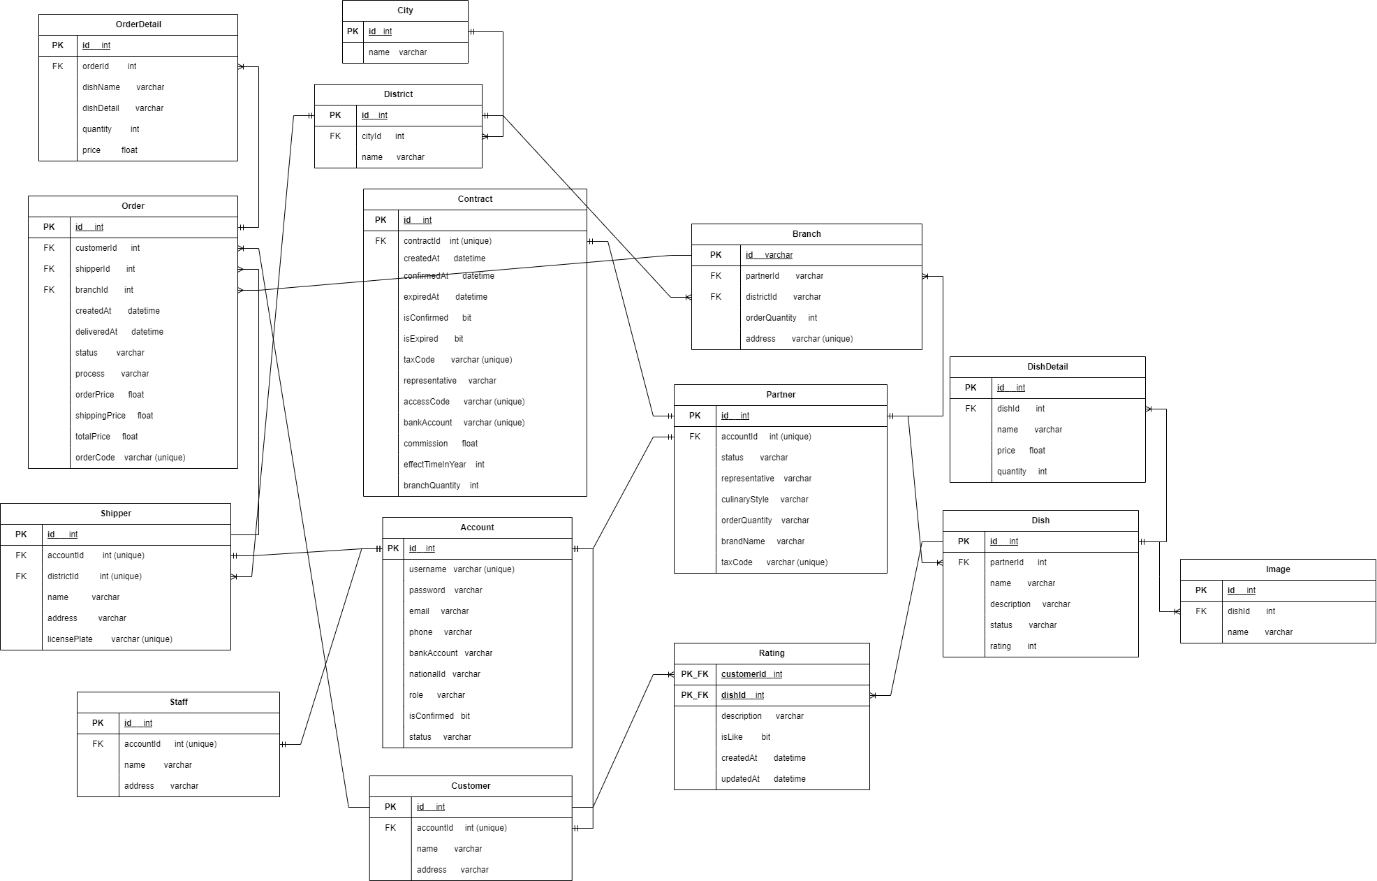 OrderDetail
PK id int
FK orderId int
dishName varchar
dishDetail varchar
quantity int
price float
City
PK id int
name varchar
District
PK id int
FK cityId int
name varchar
Order
PK id int
FK customerId int
FK shipperId int
FK branchId int
createdAt datetime
deliveredAt datetime
status varchar
process varchar
orderPrice float
shippingPrice float
totalPrice float
orderCode varchar (unique)
Contract
PK id int
FK contractId int (unique)
createdAt datetime
confirmedAt datetime
expiredAt datetime
isConfirmed bit
isExpired bit
taxCode varchar (unique)
representative varchar
accessCode varchar (unique)
bankAccount varchar (unique)
commission float
effectTimeInYear int
branchQuantity int
Branch
PK id varchar
FK partnerId varchar
FK districtId varchar
orderQuantity int
address varchar (unique)
Partner
PK id int
FK accountId int (unique)
status varchar
representative varchar
culinaryStyle varchar
orderQuantity varchar
brandName varchar
taxCode varchar (unique)
DishDetail
PK id int
FK dishId int
name varchar
price float
quantity int
Shipper
PK id int
FK accountId int (unique)
FK districtId int (unique)
name varchar
address varchar
licensePlate varchar (unique)
Account
PK id int
username varchar (unique)
password varchar
email varchar
phone varchar
bankAccount varchar
nationalId varchar
role varchar
isConfirmed bit
status varchar
Dish
PK id int
FK partnerId int
name varchar
description varchar
status varchar
rating int
Image
PK id int
FK dishId int
name varchar
Rating
PK_FK customerId int
PK_FK dishId int
description varchar
isLike bit
createdAt datetime
updatedAt datetime
Staff
PK id int
FK accountId int (unique)
name varchar
address varchar
Customer
PK id int
FK accountId int (unique)
name varchar
address varchar